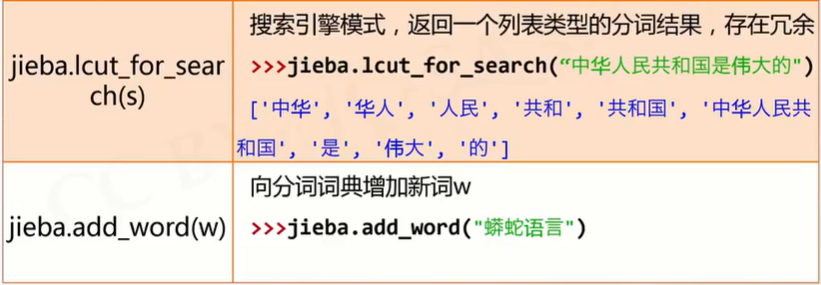 jieba.lcut_for_sear
ch(s)
搜索引擎模式，返回一个列表类型的分词结果，存在冗余
>>>jieba.lcut_for_search(“中华人民共和国是伟大的")
['中华', '华人', '人民', '共和', '共和国', '中华人民共
和国', '是', '伟大', '的']
jieba.add_word(w)
向分词词典增加新词w
>>>jieba.add_word("蟒蛇语言")